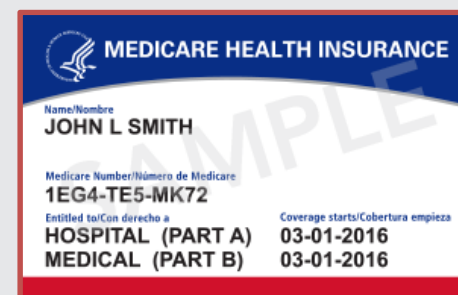 MEDICARE HEALTH INSURANCE
Name/Nombre
JOHN L SMITH
Medicare Number/Número de Medicare
1EG4-TE5-MK72
Entitled to/Con derecho a Coverage starts/Cobertura empieza
HOSPITAL (PART A) 03-01-2016
MEDICAL (PART B) 03-01-2016
SAMPLE